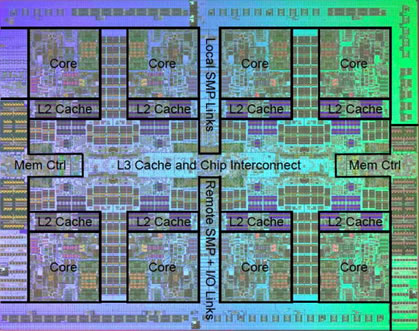 Core
Core
Local SMP Links
Core
Core
L2 Cache
L2 Cache
L2 Cache
L2 Cache
Mem Ctrl
L3 Cache and Chip Interconnect
Mem Ctrl
L2 Cache
L2 Cache
Remote SMP+ I/O Links
L2 Cache
L2 Cache
Core
Core
Core
Core